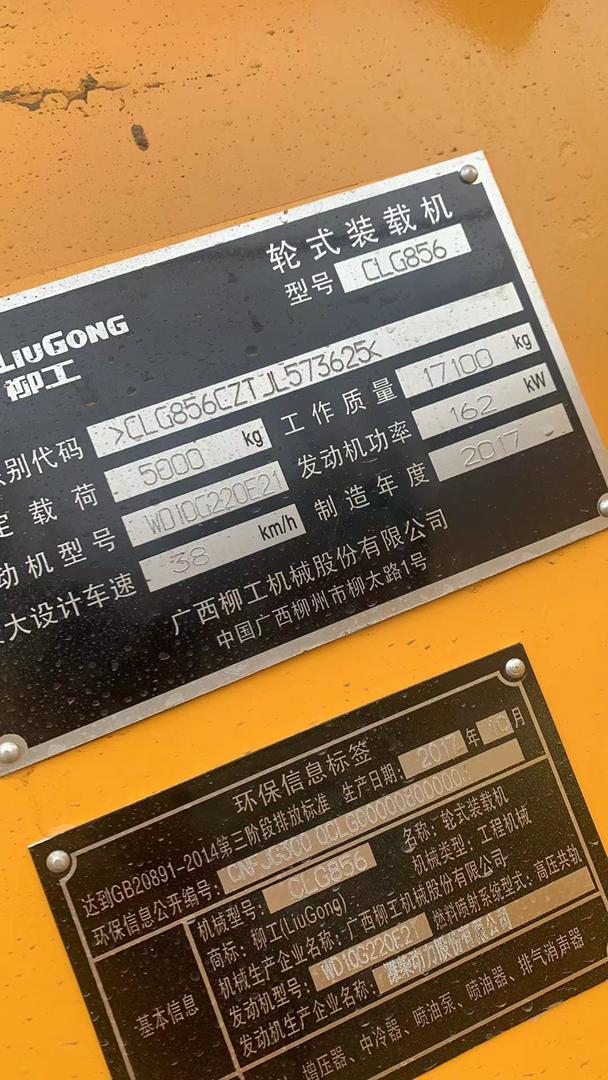 轮式装载机
型号 CLG856
LIUGONG
柳工
别代码 >CLG856CZTJL573625<
载荷 5000 kg 工作质量 17100 kg
动机型号 WD10G220E21 发动机功率 162 kW
大设计车速 38 km/h 制造年度 2017
广西柳工机械股份有限公司
中国广西柳州市柳太路1号
环保信息标签
达到GB20891-2014第三阶段排放标准 生产日期: 2017年10月
环保信息公开编号:
基本信息
机械型号: CLG856 名称: 轮式装载机
商标: 柳工(LiuGong) 机械类型: 工程机械
机械生产企业名称: 广西柳工机械股份有限公司
发动机型号: WD10G220E21 燃料喷射系统型式: 高压共轨
发动机生产企业名称: 潍柴动力股份有限公司
增压器、中冷器、喷油泵、喷油器、排气消声器